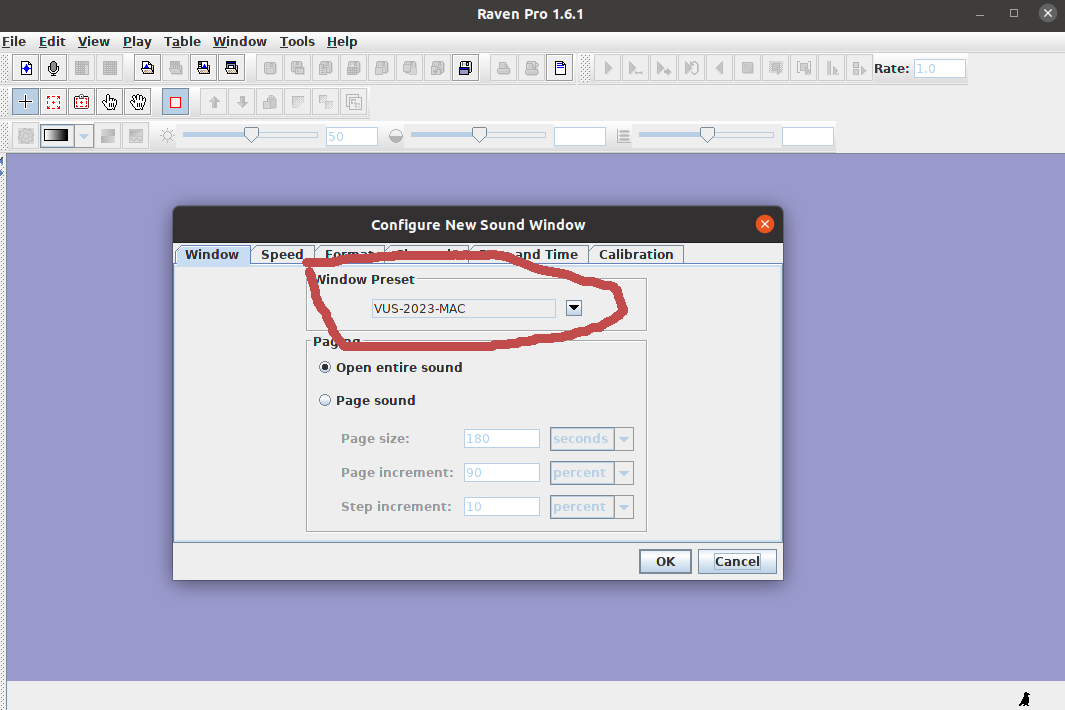 Raven Pro 1.6.1
File Edit View Play Table Window Tools Help
Rate: 1.0
50
Configure New Sound Window
Window Speed Format and Time Calibration
Window Preset
VUS-2023-MAC
Paging
Open entire sound
Page sound
Page size: 180 seconds
Page increment: 90 percent
Step increment: 10 percent
OK Cancel